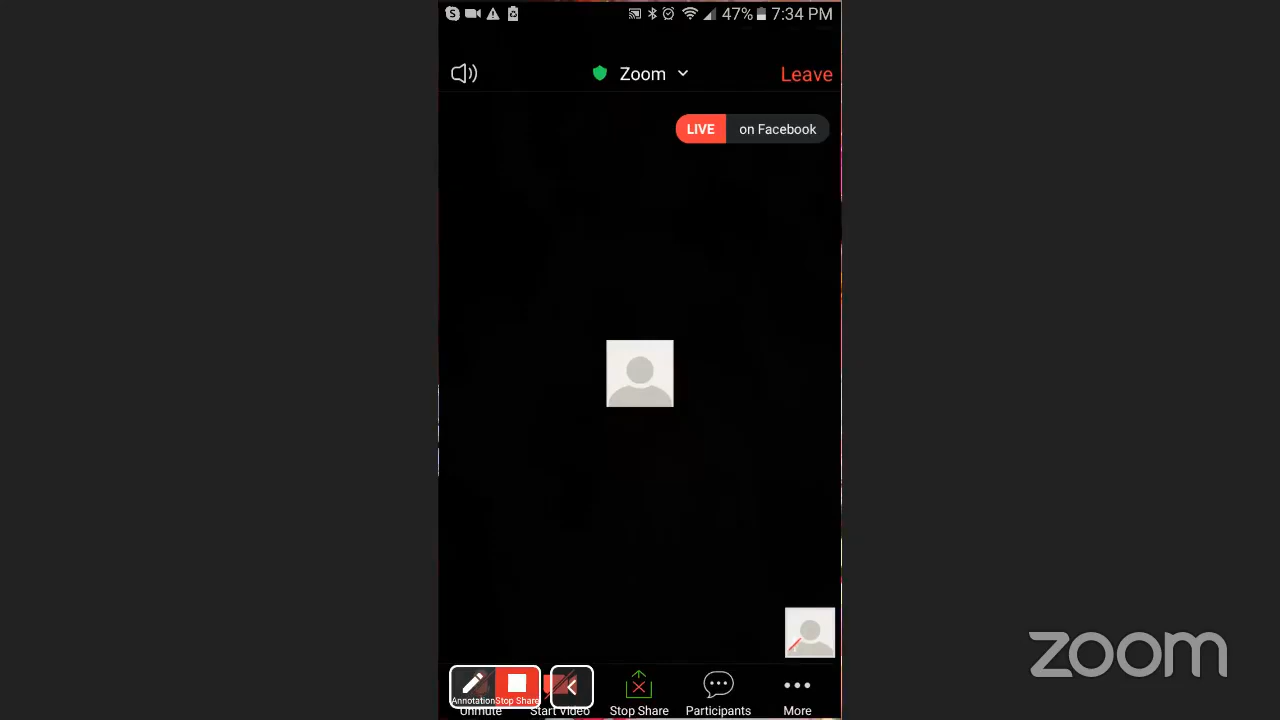 47% 7:34 PM
Zoom
Leave
LIVE on Facebook
Annotation Stop Share
Unmute Start Video Stop Share Participants More
zoom